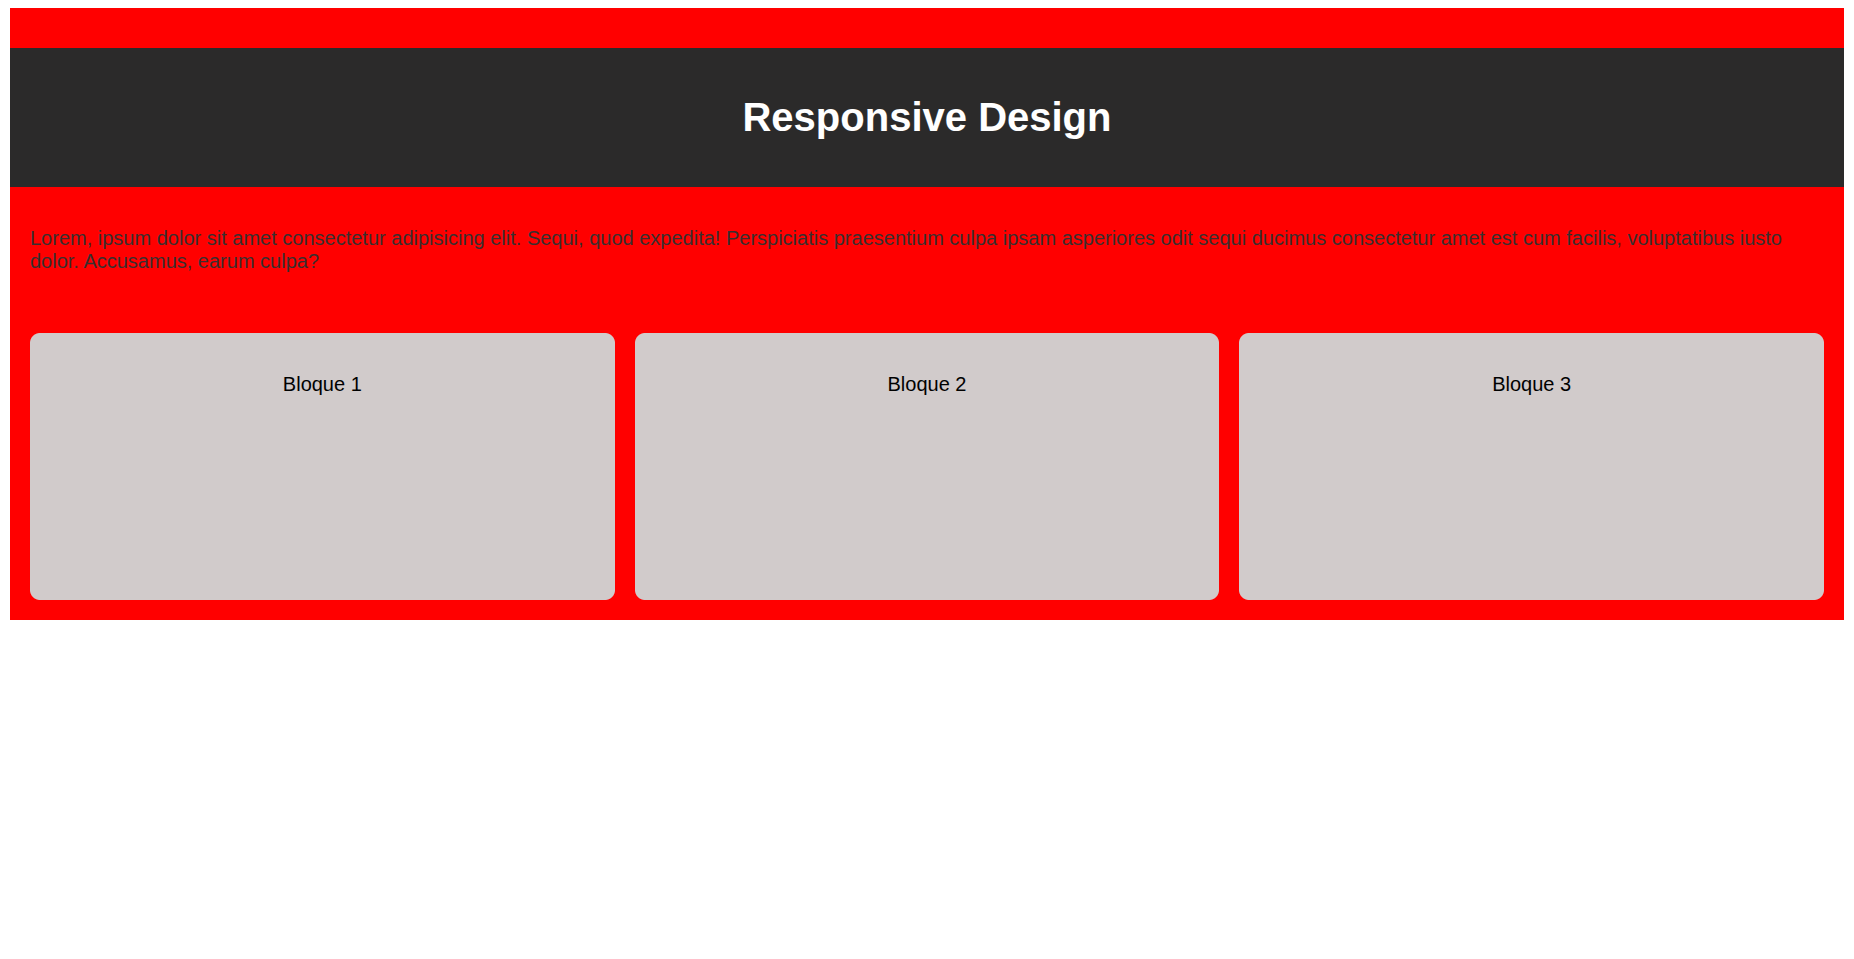 Responsive Design
Lorem, ipsum dolor sit amet consectetur adipisicing elit. Sequi, quod expedita! Perspiciatis praesentium culpa ipsam asperiores odit sequi ducimus consectetur amet est cum facilis, voluptatibus iusto
dolor. Accusamus, earum culpa?
Bloque 1
Bloque 2
Bloque 3